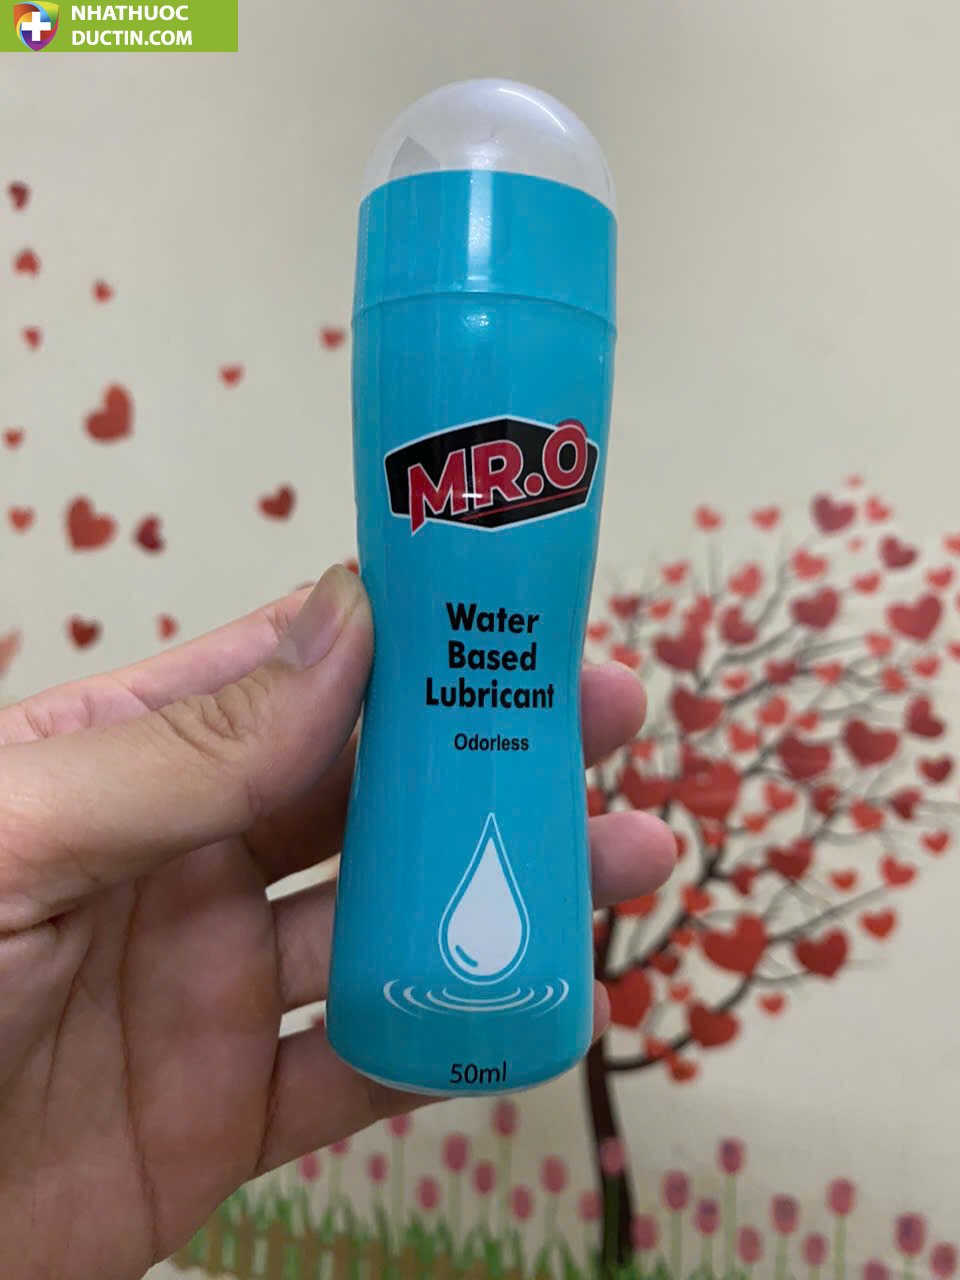 NHATHUOC
DUCTIN.COM
MR.O
Water
Based
Lubricant
Odorless
50ml